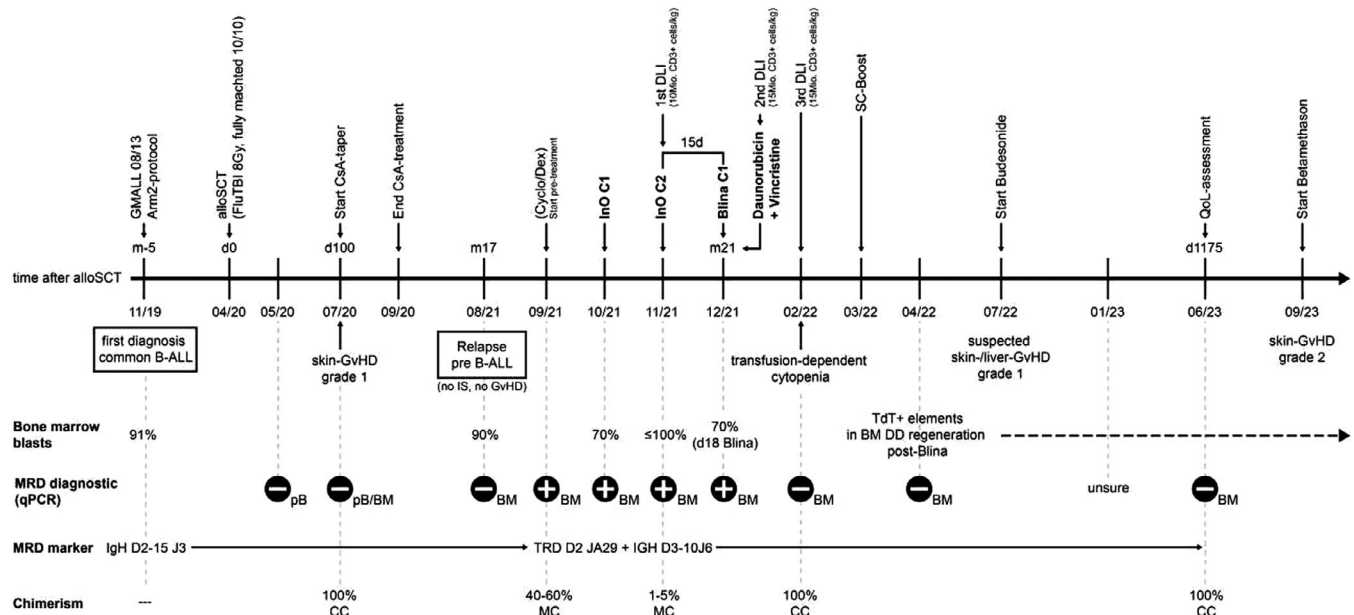 GMALL 08/13
Arm2-protocol
alloSCT
(FluTBI 8Gy, fully machted 10/10)
Start CsA-taper
End CsA-treatment
(Cyclo/Dex)
Start pre-treatment
InO C1
1st DLI
(10Mio. CD3+ cells/kg)
InO C2
15d
Blina C1
2nd DLI
(15Mio. CD3+ cells/kg)
Daunorubicin
+ Vincristine
3rd DLI
(15Mio. CD3+ cells/kg)
SC-Boost
Start Budesonide
QoL-assessment
Start Betamethason
m-5 d0 d100 m17 m21 d1175
time after alloSCT
11/19 04/20 05/20 07/20 09/20 08/21 09/21 10/21 11/21 12/21 02/22 03/22 04/22 07/22 01/23 06/23 09/23
first diagnosis
common B-ALL
skin-GvHD
grade 1
Relapse
pre B-ALL
(no IS, no GvHD)
transfusion-dependent
cytopenia
suspected
skin-/liver-GvHD
grade 1
skin-GvHD
grade 2
Bone marrow
blasts
91% 90% 70% ≤100% 70%
(d18 Blina)
TdT+ elements
in BM DD regeneration
post-Blina
MRD diagnostic
(qPCR)
− pB − pB/BM − BM + BM + BM + BM + BM − BM − BM unsure − BM
MRD marker IgH D2-15 J3 TRD D2 JA29 + IGH D3-10J6
Chimerism --- 100% 40-60% 1-5% 100% 100%
CC MC MC CC CC